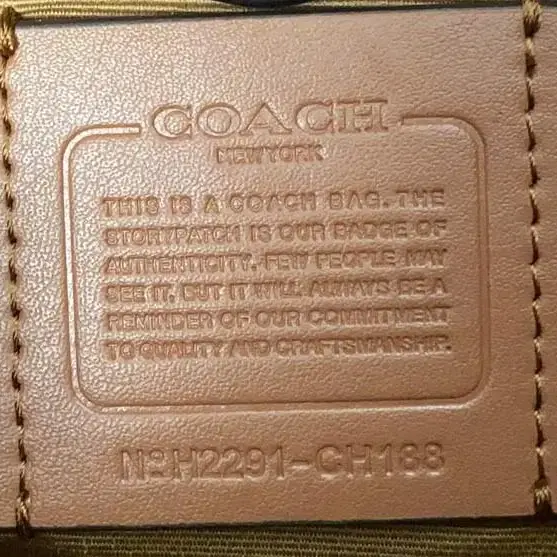 COACH
NEW YORK
THIS IS A COACH BAG. THE
STORYPATCH IS OUR BADGE OF
AUTHENTICITY. FEW PEOPLE MAY
SEE IT, BUT IT WILL ALWAYS BE A
REMINDER OF OUR COMMITMENT
TO QUALITY AND CRAFTSMANSHIP.
Nº H2291-CH188